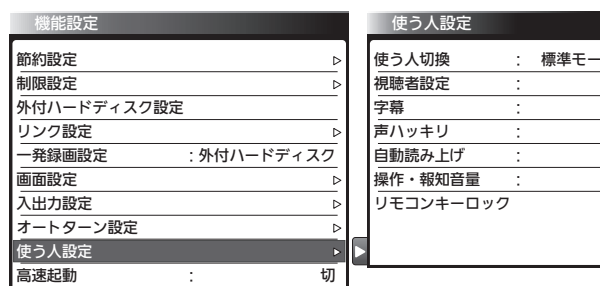 機能設定
節約設定
制限設定
外付ハードディスク設定
リンク設定
一発録画設定 : 外付ハードディスク
画面設定
入出力設定
オートターン設定
使う人設定
高速起動 : 切
使う人設定
使う人切換 : 標準モー
視聴者設定 :
字幕 :
声ハッキリ :
自動読み上げ :
操作・報知音量 :
リモコンキーロック